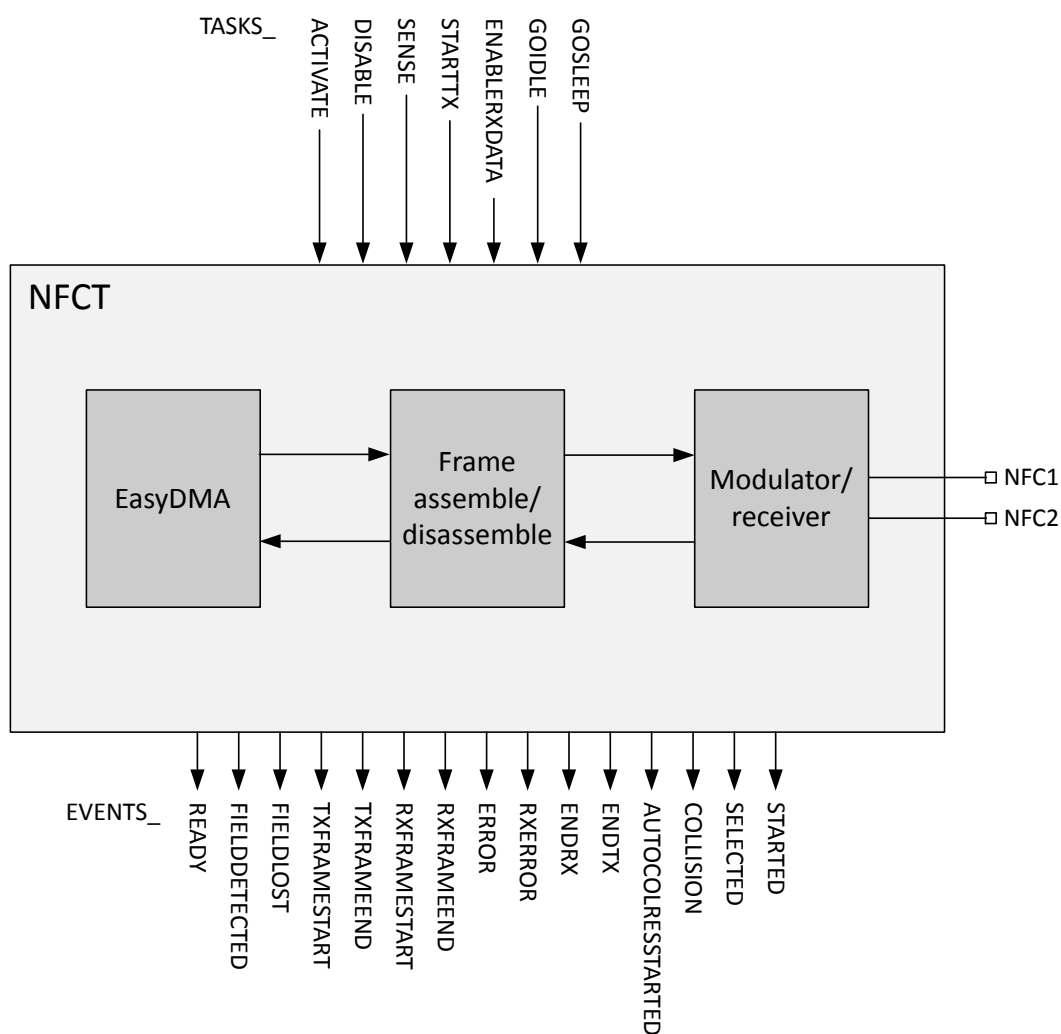 TASKS_
ACTIVATE
DISABLE
SENSE
STARTTX
ENABLERXDATA
GOIDLE
GOSLEEP
NFCT
EasyDMA
Frame
assemble/
disassemble
Modulator/
receiver
NFC1
NFC2
EVENTS_
READY
FIELDDETECTED
FIELDLOST
TXFRAMESTART
TXFRAMEEND
RXFRAMESTART
RXFRAMEEND
ERROR
RXERROR
ENDRX
ENDTX
AUTOCOLRESSTARTED
COLLISION
SELECTED
STARTED